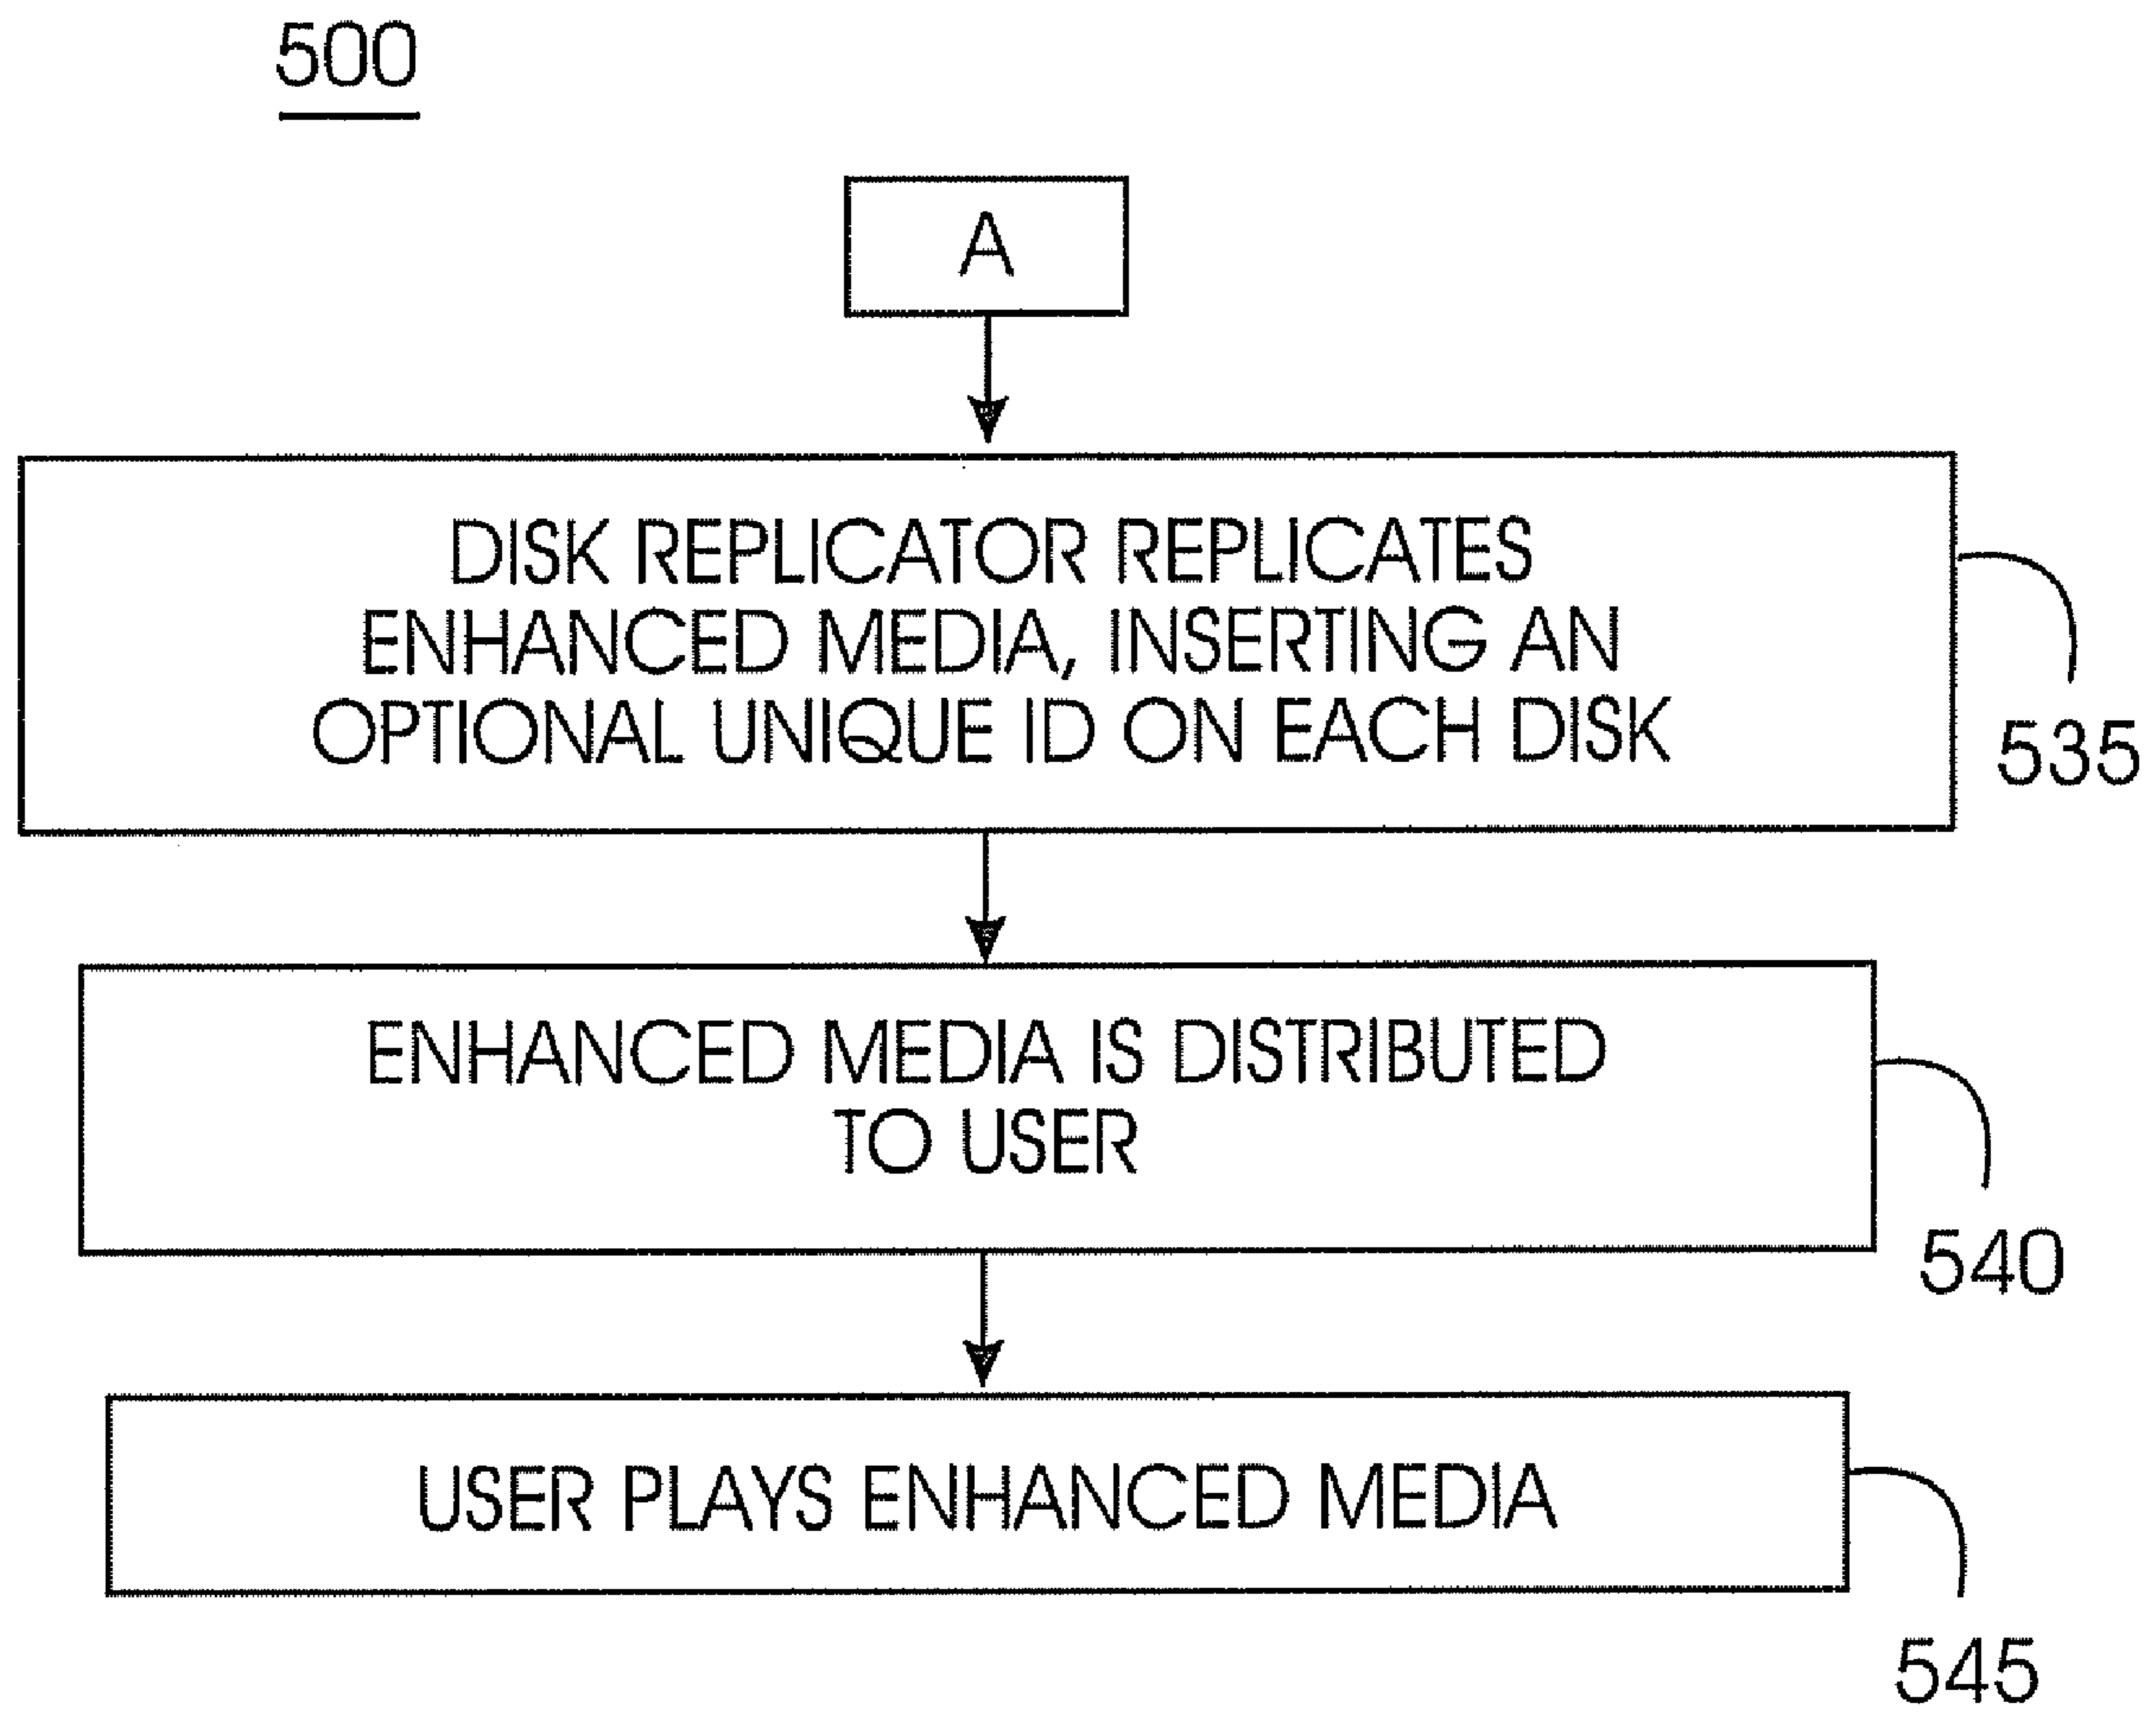 500
A
DISK REPLICATOR REPLICATES
ENHANCED MEDIA, INSERTING AN
OPTIONAL UNIQUE ID ON EACH DISK
535
ENHANCED MEDIA IS DISTRIBUTED
TO USER
540
USER PLAYS ENHANCED MEDIA
545